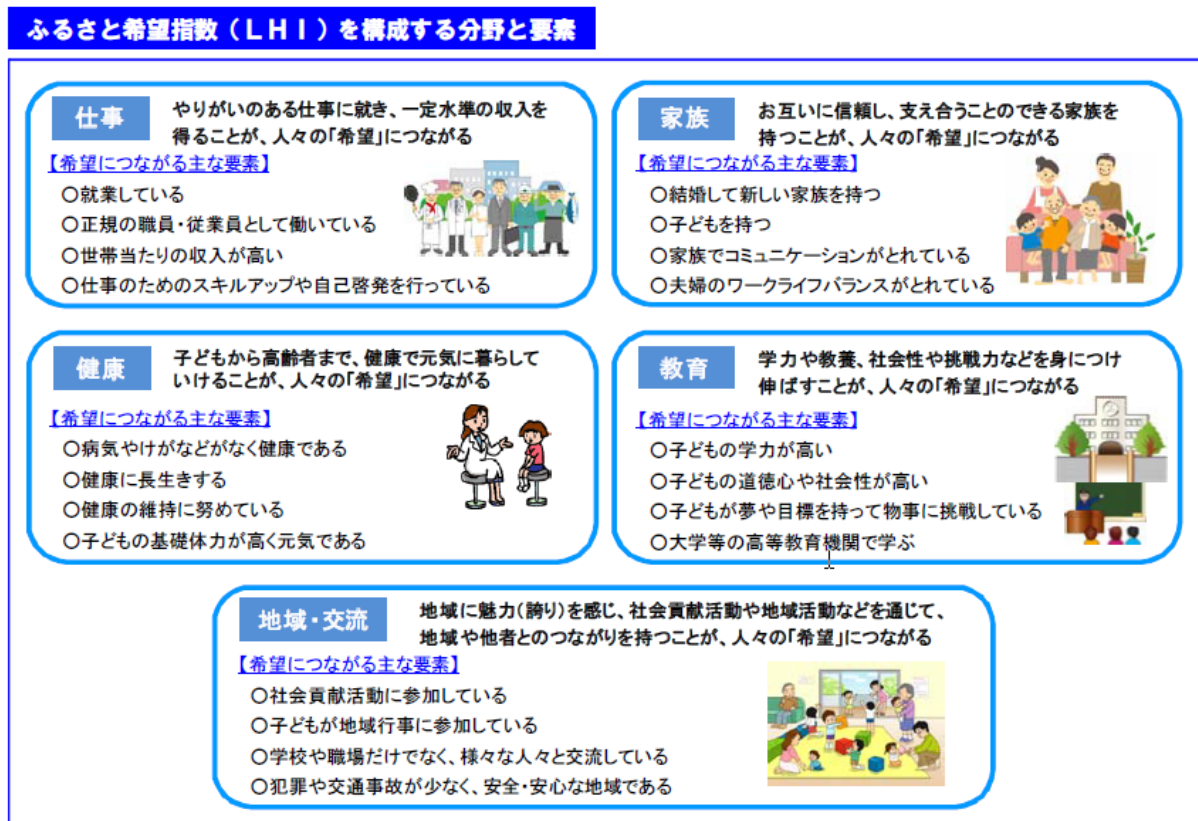 ふるさと希望指数（ＬＨＩ）を構成する分野と要素
仕事
やりがいのある仕事に就き、一定水準の収入を
得ることが、人々の「希望」につながる
【希望につながる主な要素】
○就業している
○正規の職員・従業員として働いている
○世帯当たりの収入が高い
○仕事のためのスキルアップや自己啓発を行っている
家族
お互いに信頼し、支え合うことのできる家族を
持つことが、人々の「希望」につながる
【希望につながる主な要素】
○結婚して新しい家族を持つ
○子どもを持つ
○家族でコミュニケーションがとれている
○夫婦のワークライフバランスがとれている
健康
子どもから高齢者まで、健康で元気に暮らして
いけることが、人々の「希望」につながる
【希望につながる主な要素】
○病気やけがなどがなく健康である
○健康に長生きする
○健康の維持に努めている
○子どもの基礎体力が高く元気である
教育
学力や教養、社会性や挑戦力などを身につけ
伸ばすことが、人々の「希望」につながる
【希望につながる主な要素】
○子どもの学力が高い
○子どもの道徳心や社会性が高い
○子どもが夢や目標を持って物事に挑戦している
○大学等の高等教育機関で学ぶ
地域・交流
地域に魅力（誇り）を感じ、社会貢献活動や地域活動などを通じて、
地域や他者とのつながりを持つことが、人々の「希望」につながる
【希望につながる主な要素】
○社会貢献活動に参加している
○子どもが地域行事に参加している
○学校や職場だけでなく、様々な人々と交流している
○犯罪や交通事故が少なく、安全・安心な地域である